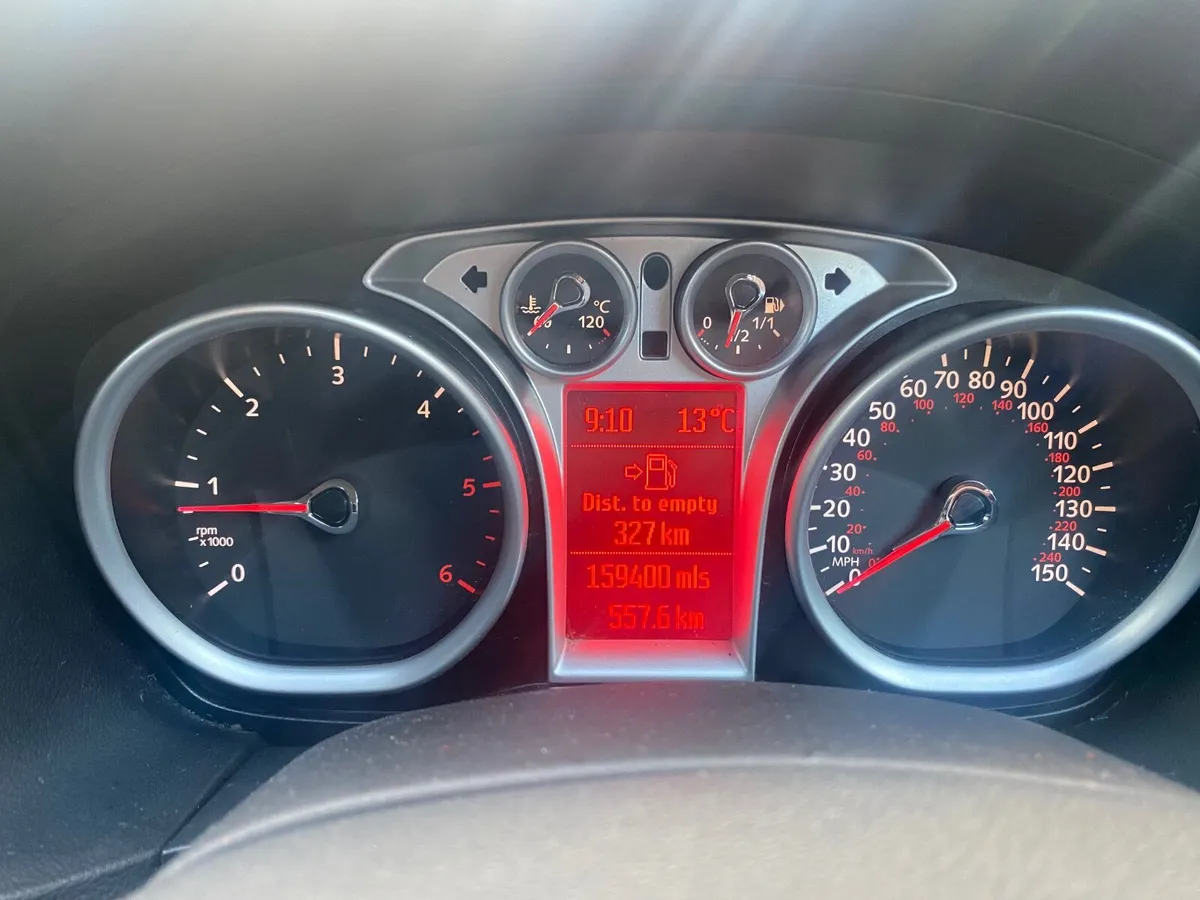 60 120 °C
0 1/2 1/1
0 1 2 3 4 5 6
rpm
x1000
9:10 13°C
Dist. to empty
327 km
159400 mls
557.6 km
0 10 20 30 40 50 60 70 80 90 100 110 120 130 140 150
MPH
km/h
0 20 40 60 80 100 120 140 160 180 200 220 240